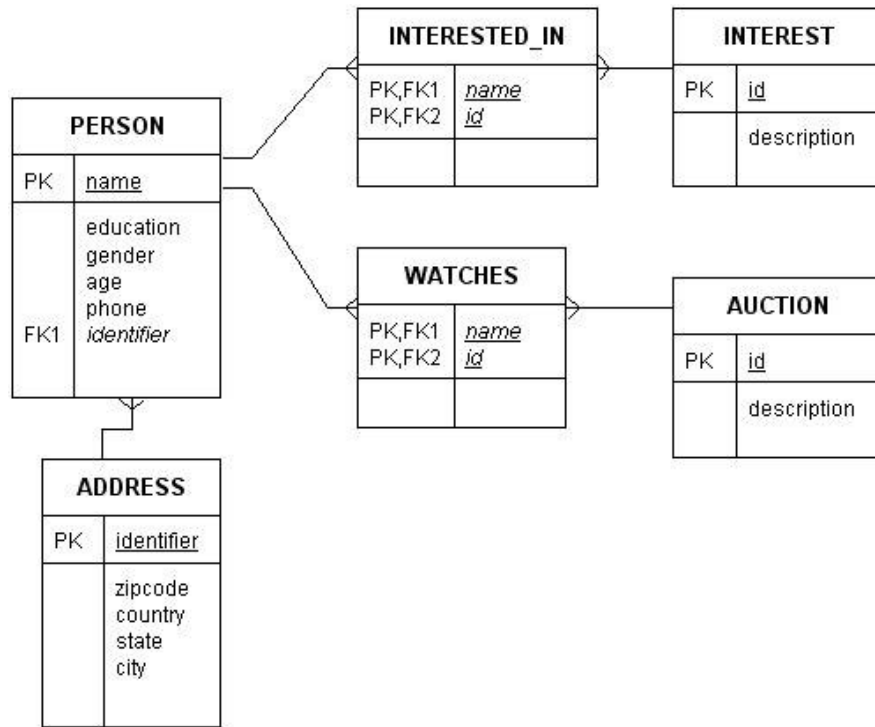 INTERESTED_IN
PK,FK1 name
PK,FK2 id
INTEREST
PK id
description
PERSON
PK name
education
gender
age
phone
FK1 identifier
WATCHES
PK,FK1 name
PK,FK2 id
AUCTION
PK id
description
ADDRESS
PK identifier
zipcode
country
state
city